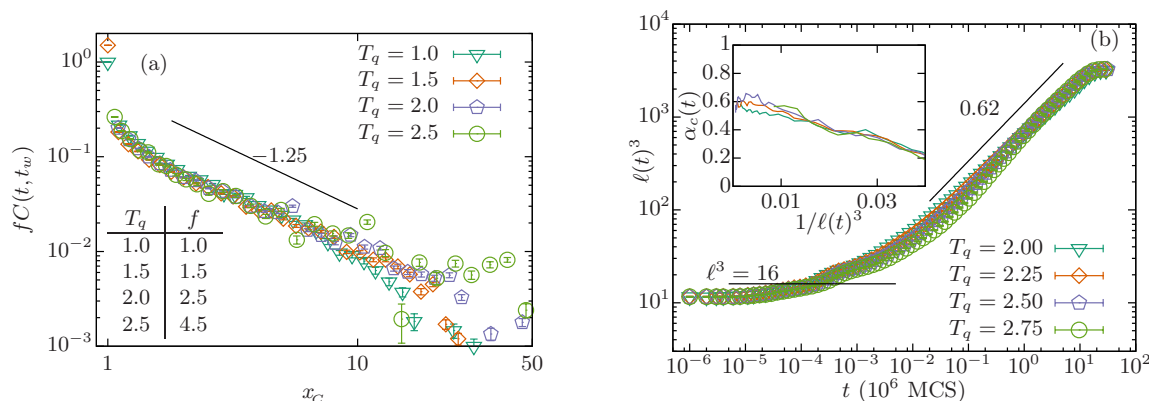 (a)
T_q = 1.0
T_q = 1.5
T_q = 2.0
T_q = 2.5
−1.25
T_q f
1.0 1.0
1.5 1.5
2.0 2.5
2.5 4.5
fC(t, t_w)
10^0
10^−1
10^−2
10^−3
1 10 50
x_C
(b)
ℓ(t)^3
10^4
10^3
10^2
10^1
α_c(t)
1
0.8
0.6
0.4
0.2
0
0.01 0.03
1/ℓ(t)^3
0.62
ℓ^3 = 16
T_q = 2.00
T_q = 2.25
T_q = 2.50
T_q = 2.75
10^−6 10^−5 10^−4 10^−3 10^−2 10^−1 10^0 10^1 10^2
t (10^6 MCS)